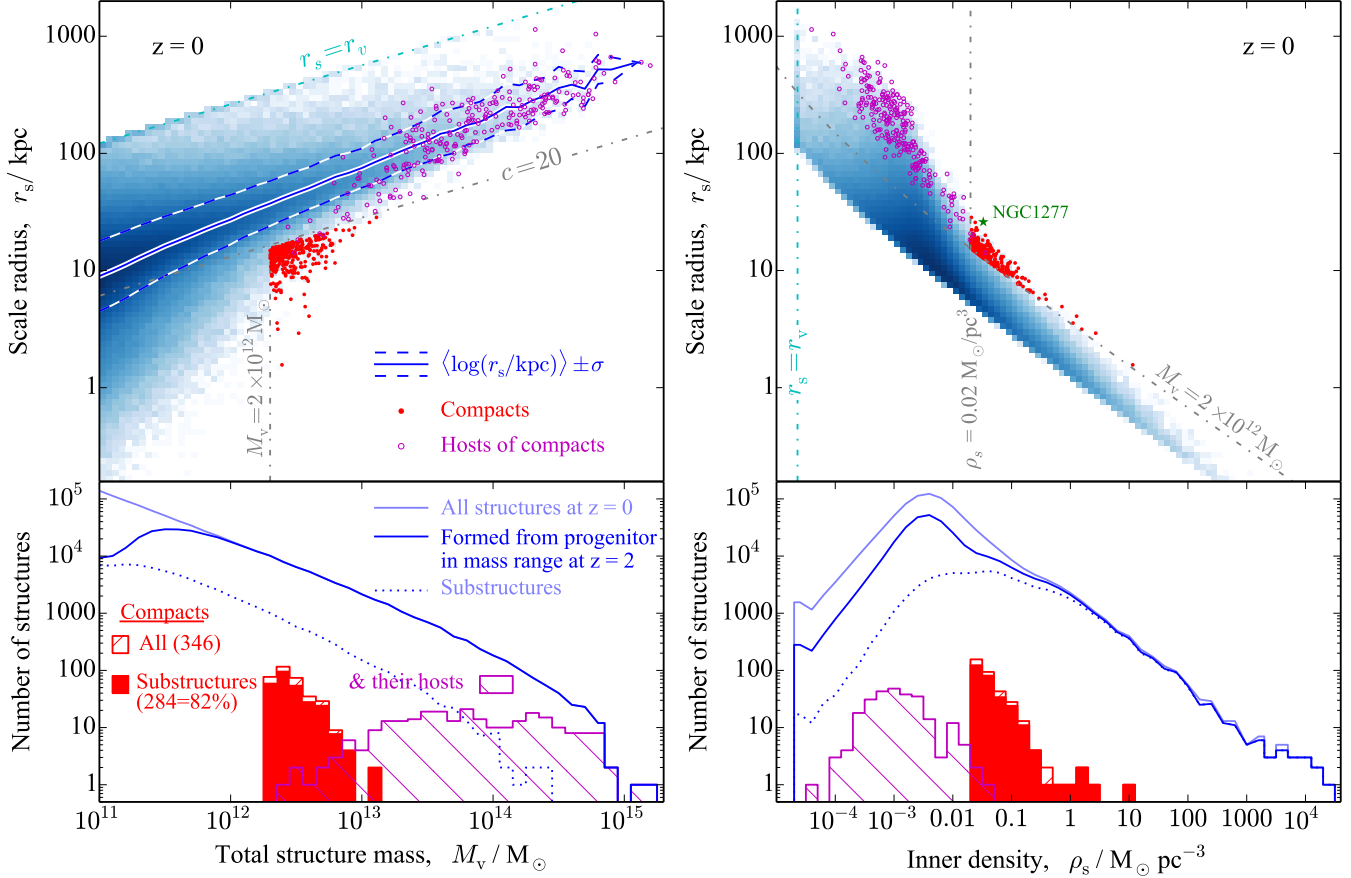 1000
100
10
1
Scale radius, r_s / kpc
z = 0
r_s = r_v
c = 20
M_v = 2 × 10^12 M_⊙
⟨log(r_s/kpc)⟩ ± σ
Compacts
Hosts of compacts
1000
100
10
1
Scale radius, r_s / kpc
z = 0
NGC1277
r_s = r_v
ρ_s = 0.02 M_⊙/pc^3
M_v = 2 × 10^12 M_⊙
10^5
10^4
1000
100
10
1
Number of structures
All structures at z = 0
Formed from progenitor
in mass range at z = 2
Substructures
Compacts
All (346)
Substructures
(284=82%)
& their hosts
10^11
10^12
10^13
10^14
10^15
Total structure mass, M_v / M_⊙
10^5
10^4
1000
100
10
1
Number of structures
10^−4
10^−3
0.01
0.1
1
10
100
1000
10^4
Inner density, ρ_s / M_⊙ pc^−3